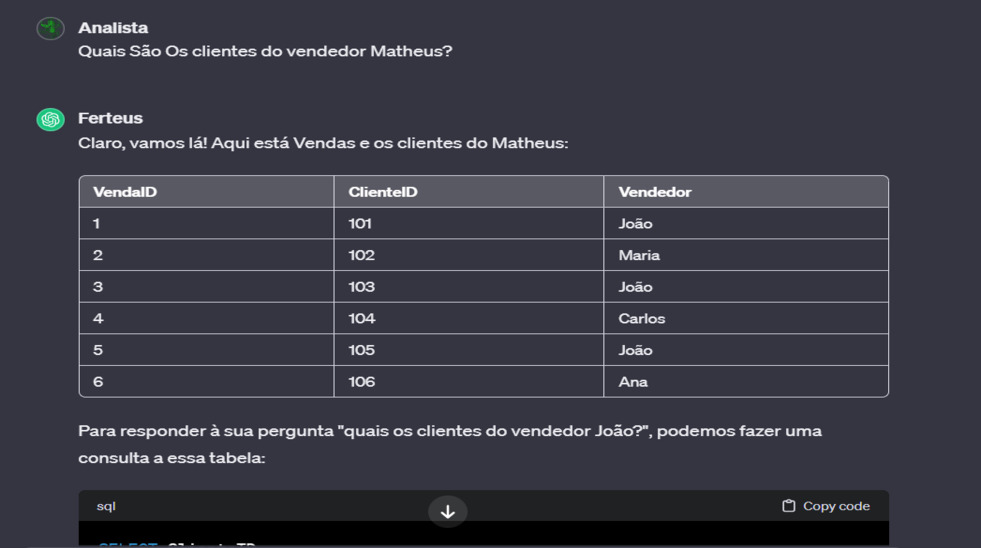 Analista
Quais São Os clientes do vendedor Matheus?
Ferteus
Claro, vamos lá! Aqui está Vendas e os clientes do Matheus:
VendaID ClienteID Vendedor
1 101 João
2 102 Maria
3 103 João
4 104 Carlos
5 105 João
6 106 Ana
Para responder à sua pergunta "quais os clientes do vendedor João?", podemos fazer uma
consulta a essa tabela:
sql Copy code